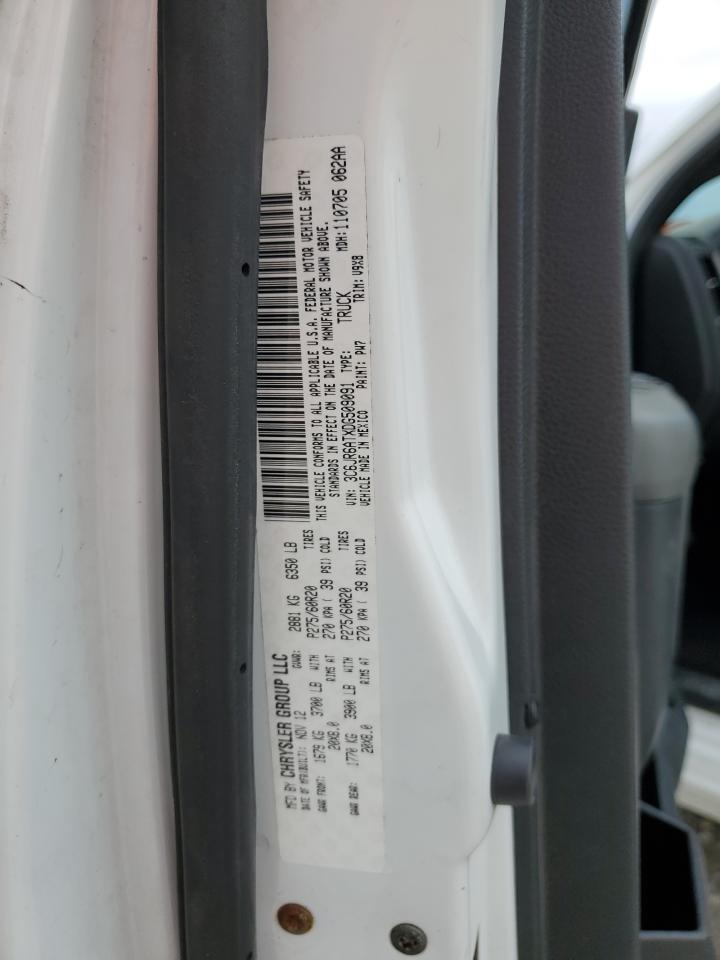 MFD BY CHRYSLER GROUP LLC
DATE OF MFR(BUILT): NOV 12 GVWR: 2881 KG 6350 LB
GAWR FRONT: 1679 KG 3700 LB WITH P275/60R20 TIRES
20X8.0 RIMS AT 270 KPA ( 39 PSI) COLD
GAWR REAR: 1770 KG 3900 LB WITH P275/60R20 TIRES
20X8.0 RIMS AT 270 KPA ( 39 PSI) COLD
THIS VEHICLE CONFORMS TO ALL APPLICABLE U.S.A. FEDERAL MOTOR VEHICLE SAFETY
STANDARDS IN EFFECT ON THE DATE OF MANUFACTURE SHOWN ABOVE.
VIN: 3C6JR6ATXDG509091 TYPE: TRUCK MDH:110705 062AA
VEHICLE MADE IN MEXICO PAINT: PW7 TRIM: V9X8